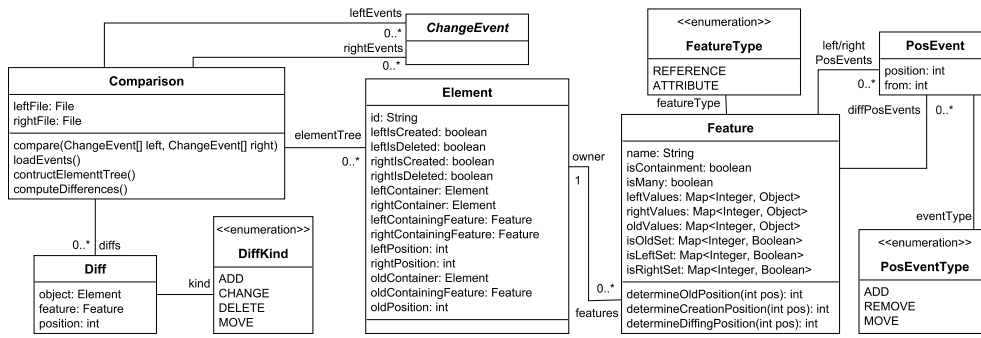 leftEvents
0..*
rightEvents
0..*
ChangeEvent
Comparison
leftFile: File
rightFile: File
compare(ChangeEvent[] left, ChangeEvent[] right)
loadEvents()
contructElementtTree()
computeDifferences()
elementTree
0..*
0..* diffs
Diff
object: Element
feature: Feature
position: int
kind
<<enumeration>>
DiffKind
ADD
CHANGE
DELETE
MOVE
Element
id: String
leftIsCreated: boolean
leftIsDeleted: boolean
rightIsCreated: boolean
rightIsDeleted: boolean
leftContainer: Element
rightContainer: Element
leftContainingFeature: Feature
rightContainingFeature: Feature
leftPosition: int
rightPosition: int
oldContainer: Element
oldContainingFeature: Feature
oldPosition: int
owner
1
0..*
features
<<enumeration>>
FeatureType
REFERENCE
ATTRIBUTE
featureType
Feature
name: String
isContainment: boolean
isMany: boolean
leftValues: Map<Integer, Object>
rightValues: Map<Integer, Object>
oldValues: Map<Integer, Object>
isOldSet: Map<Integer, Boolean>
isLeftSet: Map<Integer, Boolean>
isRightSet: Map<Integer, Boolean>
determineOldPosition(int pos): int
determineCreationPosition(int pos): int
determineDiffingPosition(int pos): int
left/right
PosEvents
0..*
diffPosEvents
0..*
PosEvent
position: int
from: int
eventType
<<enumeration>>
PosEventType
ADD
REMOVE
MOVE